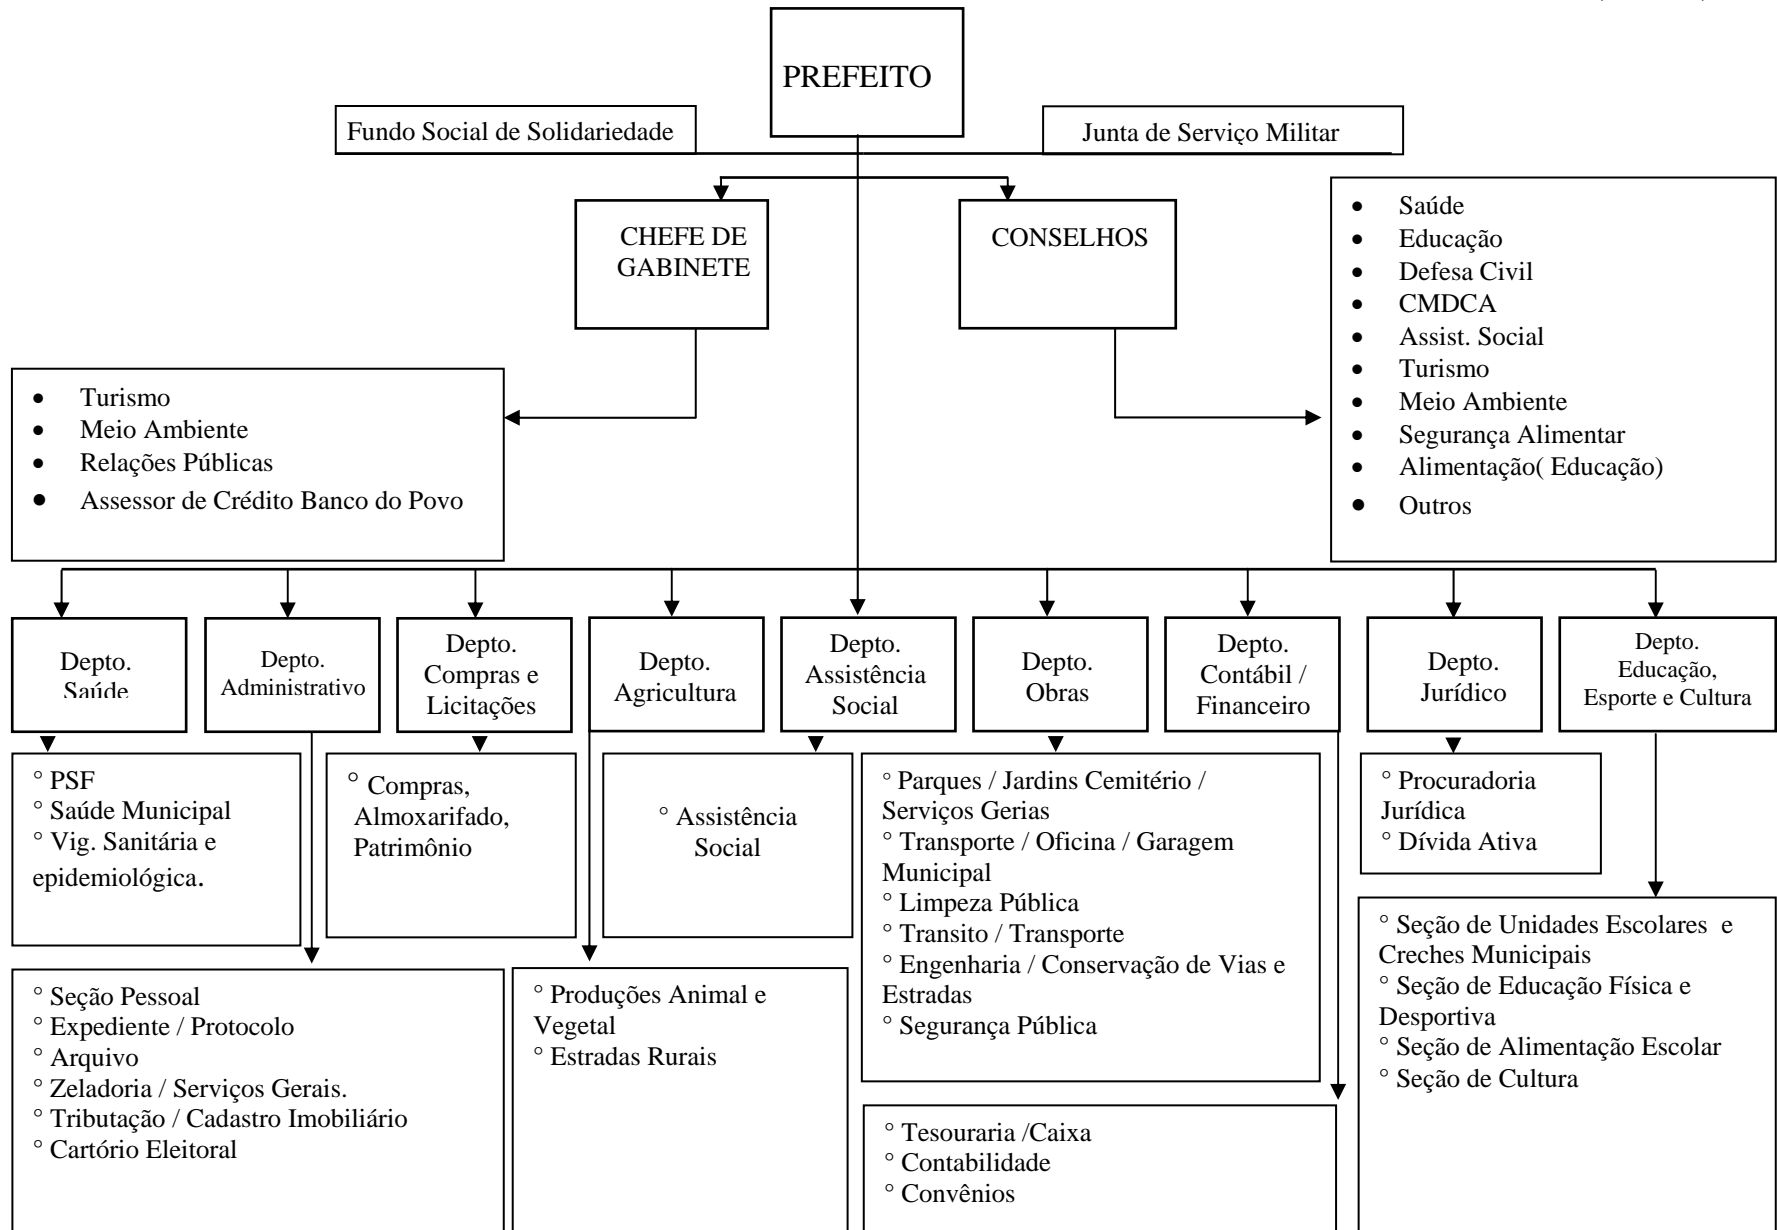 PREFEITO
Fundo Social de Solidariedade
Junta de Serviço Militar
CHEFE DE
GABINETE
CONSELHOS
• Saúde
• Educação
• Defesa Civil
• CMDCA
• Assist. Social
• Turismo
• Meio Ambiente
• Segurança Alimentar
• Alimentação( Educação)
• Outros
• Turismo
• Meio Ambiente
• Relações Públicas
• Assessor de Crédito Banco do Povo
Depto.
Saúde
Depto.
Administrativo
Depto.
Compras e
Licitações
Depto.
Agricultura
Depto.
Assistência
Social
Depto.
Obras
Depto.
Contábil /
Financeiro
Depto.
Jurídico
Depto.
Educação,
Esporte e Cultura
° PSF
° Saúde Municipal
° Vig. Sanitária e
epidemiológica.
° Compras,
Almoxarifado,
Patrimônio
° Assistência
Social
° Parques / Jardins Cemitério /
Serviços Gerias
° Transporte / Oficina / Garagem
Municipal
° Limpeza Pública
° Transito / Transporte
° Engenharia / Conservação de Vias e
Estradas
° Segurança Pública
° Procuradoria
Jurídica
° Dívida Ativa
° Seção Pessoal
° Expediente / Protocolo
° Arquivo
° Zeladoria / Serviços Gerais.
° Tributação / Cadastro Imobiliário
° Cartório Eleitoral
° Produções Animal e
Vegetal
° Estradas Rurais
° Tesouraria /Caixa
° Contabilidade
° Convênios
° Seção de Unidades Escolares e
Creches Municipais
° Seção de Educação Física e
Desportiva
° Seção de Alimentação Escolar
° Seção de Cultura